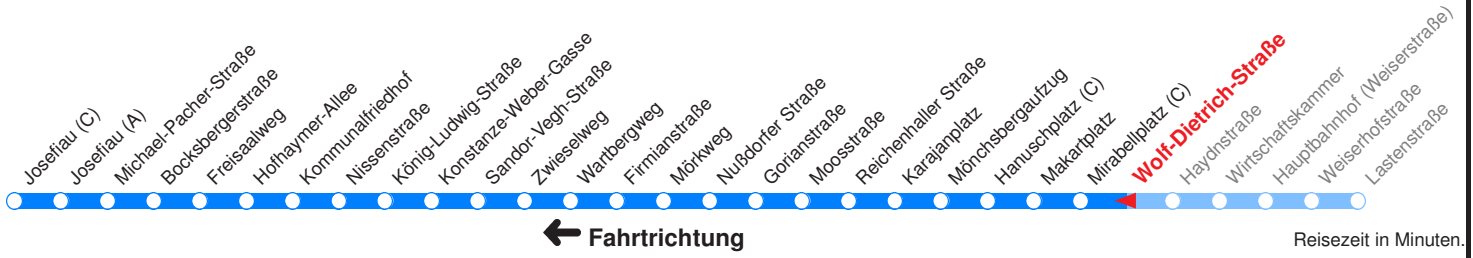 Josefiau (C)
Josefiau (A)
Michael-Pacher-Straße
Bocksbergerstraße
Freisaalweg
Hofhaymer-Allee
Kommunalfriedhof
Nissenstraße
König-Ludwig-Straße
Konstanze-Weber-Gasse
Sandor-Vegh-Straße
Zwieselweg
Wartbergweg
Firmianstraße
Mörkweg
Nußdorfer Straße
Gorianstraße
Moosstraße
Reichenhaller Straße
Karajanplatz
Mönchsbergaufzug
Hanuschplatz (C)
Makartplatz
Mirabellplatz (C)
Wolf-Dietrich-Straße
Haydnstraße
Wirtschaftskammer
Hauptbahnhof (Weiserstraße)
Weiserhofstraße
Lastenstraße
Fahrtrichtung
Reisezeit in Minuten.